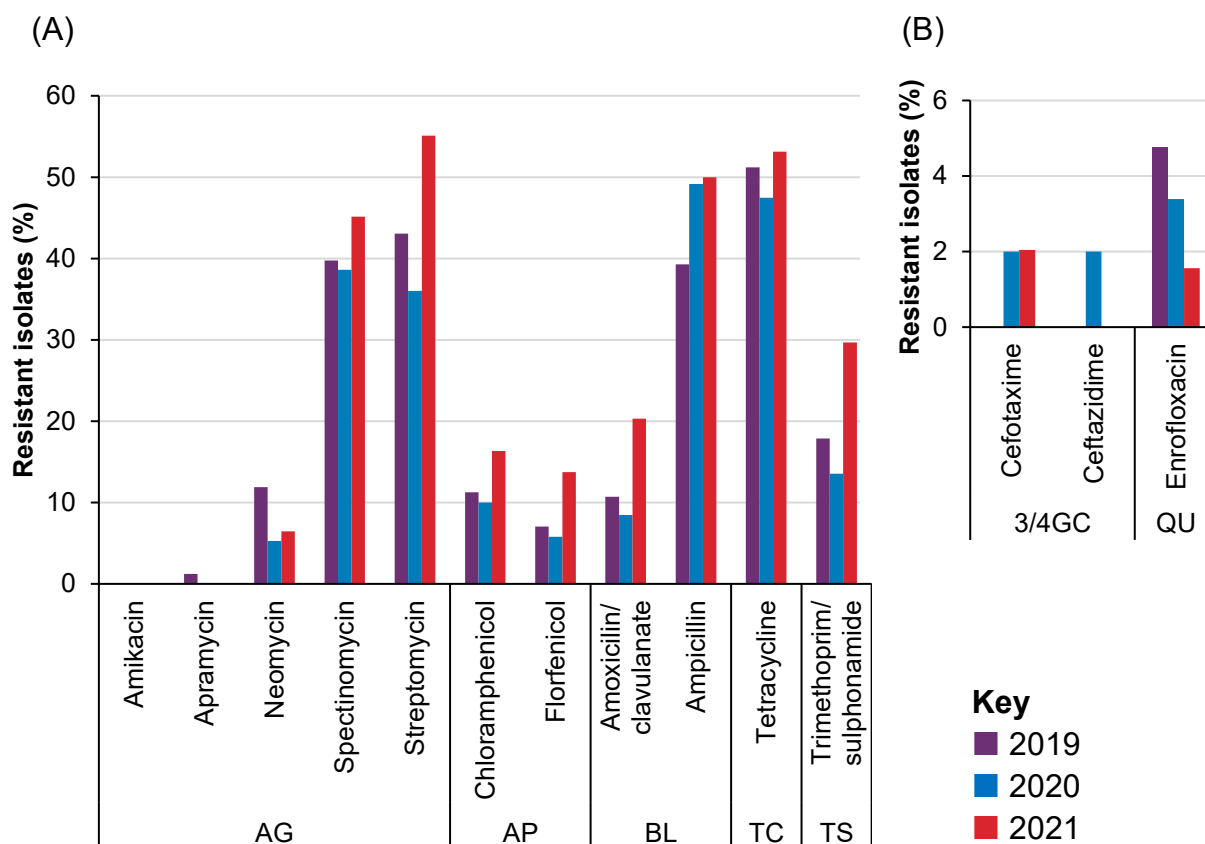 (A)
Resistant isolates (%)
60
50
40
30
20
10
0
Amikacin
Apramycin
Neomycin
Spectinomycin
Streptomycin
Chloramphenicol
Florfenicol
Amoxicilin/
clavulanate
Ampicillin
Tetracycline
Trimethoprim/
sulphonamide
AG
AP
BL
TC
TS
(B)
Resistant isolates (%)
6
4
2
0
Cefotaxime
Ceftazidime
Enrofloxacin
3/4GC
QU
Key
2019
2020
2021